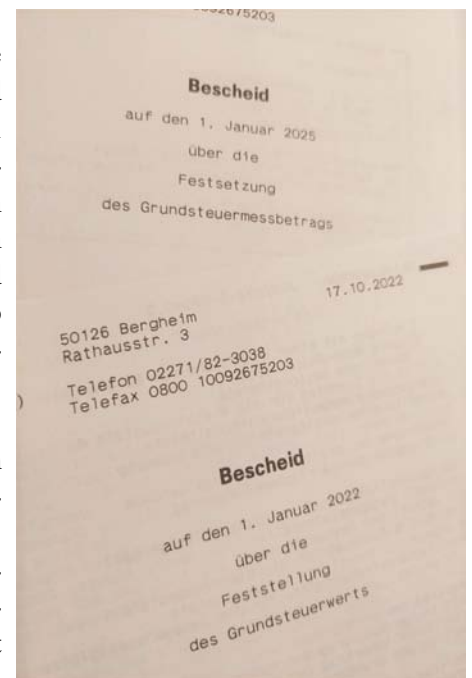 Bescheid
auf den 1. Januar 2025
über die
Festsetzung
des Grundsteuermessbetrags
17.10.2022
50126 Bergheim
Rathausstr. 3
Telefon 02271/82-3038
Telefax 0800 10092675203
)
Bescheid
auf den 1. Januar 2022
über die
Feststellung
des Grundsteuerwerts